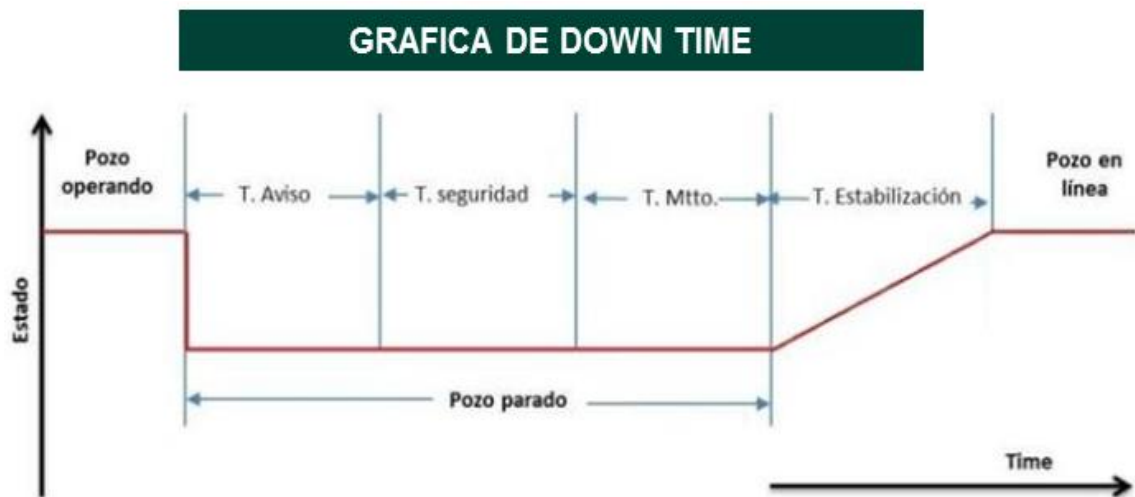 GRAFICA DE DOWN TIME
Pozo
operando
T. Aviso
T. seguridad
T. Mtto.
T. Estabilización
Pozo en
línea
Estado
Pozo parado
Time